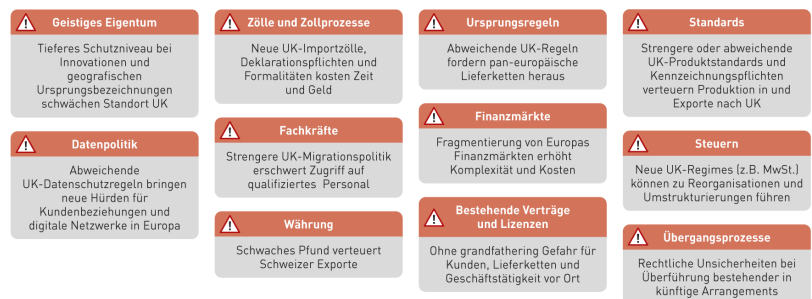 Geistiges Eigentum
Tieferes Schutzniveau bei
Innovationen und
geografischen
Ursprungsbezeichnungen
schwächen Standort UK
Datenpolitik
Abweichende
UK-Datenschutzregeln bringen
neue Hürden für
Kundenbeziehungen und
digitale Netzwerke in Europa
Zölle und Zollprozesse
Neue UK-Importzölle,
Deklarationspflichten und
Formalitäten kosten Zeit
und Geld
Fachkräfte
Strengere UK-Migrationspolitik
erschwert Zugriff auf
qualifiziertes Personal
Währung
Schwaches Pfund verteuert
Schweizer Exporte
Ursprungsregeln
Abweichende UK-Regeln
fordern pan-europäische
Lieferketten heraus
Finanzmärkte
Fragmentierung von Europas
Finanzmärkten erhöht
Komplexität und Kosten
Bestehende Verträge
und Lizenzen
Ohne grandfathering Gefahr für
Kunden, Lieferketten und
Geschäftstätigkeit vor Ort
Standards
Strengere oder abweichende
UK-Produktstandards und
Kennzeichnungspflichten
verteuern Produktion in und
Exporte nach UK
Steuern
Neue UK-Regimes (z.B. MwSt.)
können zu Reorganisationen und
Umstrukturierungen führen
Übergangsprozesse
Rechtliche Unsicherheiten bei
Überführung bestehender in
künftige Arrangements